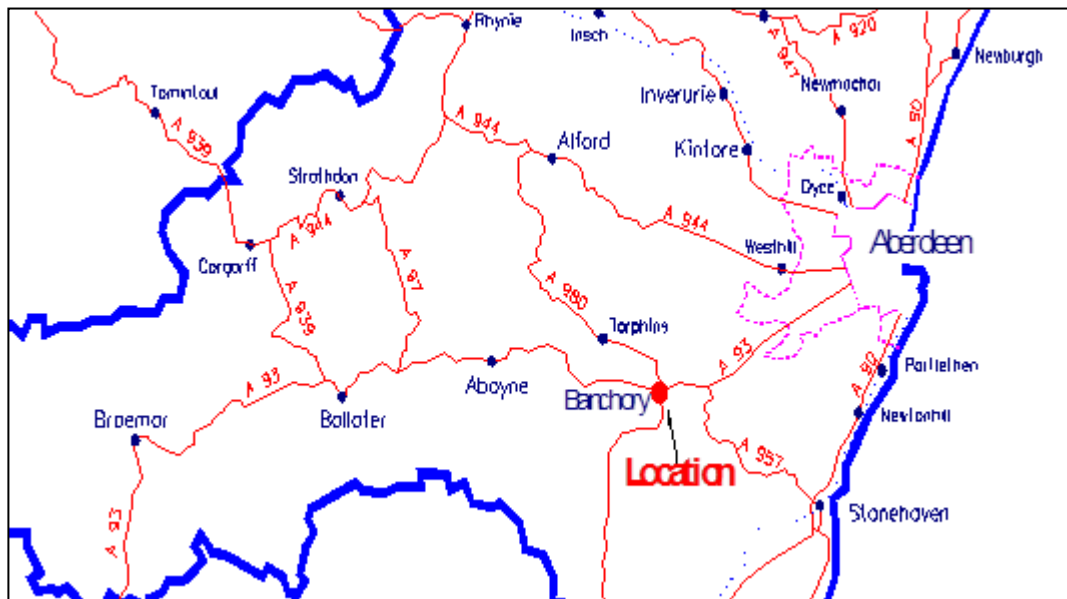 Rhynie
Insch
A 920
A 947
Newburgh
Tomintoul
Inverurie
Newmachar
A 90
A 939
A 944
Alford
Kintore
Strathdon
Dyce
A 944
A 944
Westhill
Aberdeen
Corgarff
A 97
A 939
A 980
Torphins
A 93
A 90
Portlethen
A 93
Aboyne
Banchory
Ballater
Braemar
Newtonhill
A 957
Location
A 93
Stonehaven